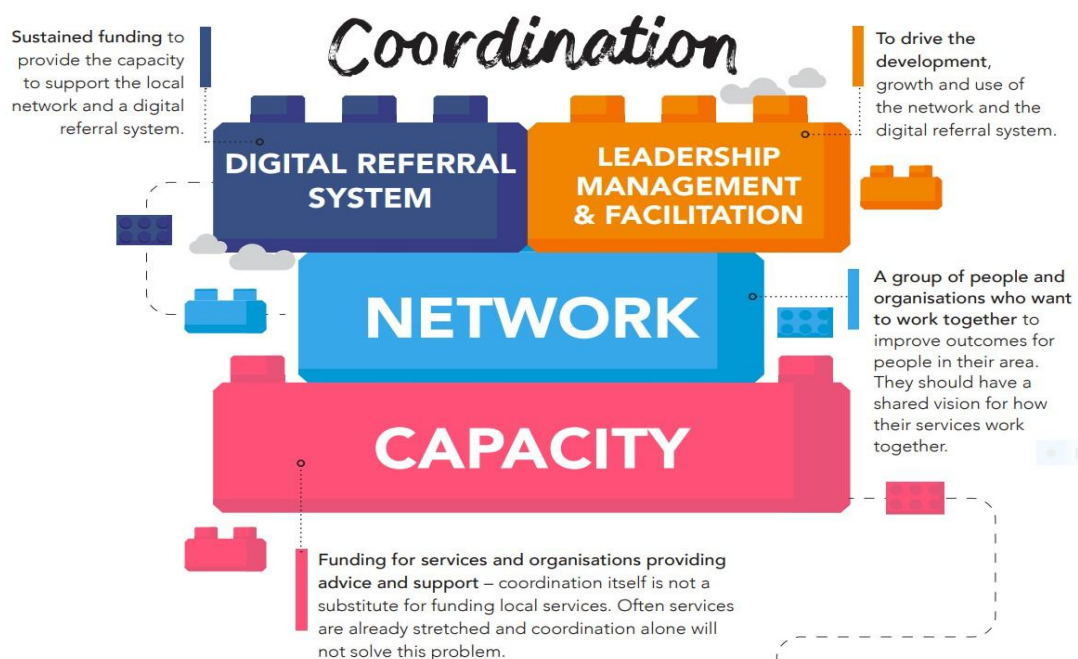 Coordination
Sustained funding to
provide the capacity
to support the local
network and a digital
referral system.
To drive the
development,
growth and use of
the network and the
digital referral system.
DIGITAL REFERRAL
SYSTEM
LEADERSHIP
MANAGEMENT
& FACILITATION
NETWORK
A group of people and
organisations who want
to work together to
improve outcomes for
people in their area.
They should have a
shared vision for how
their services work
together.
CAPACITY
Funding for services and organisations providing
advice and support – coordination itself is not a
substitute for funding local services. Often services
are already stretched and coordination alone will
not solve this problem.